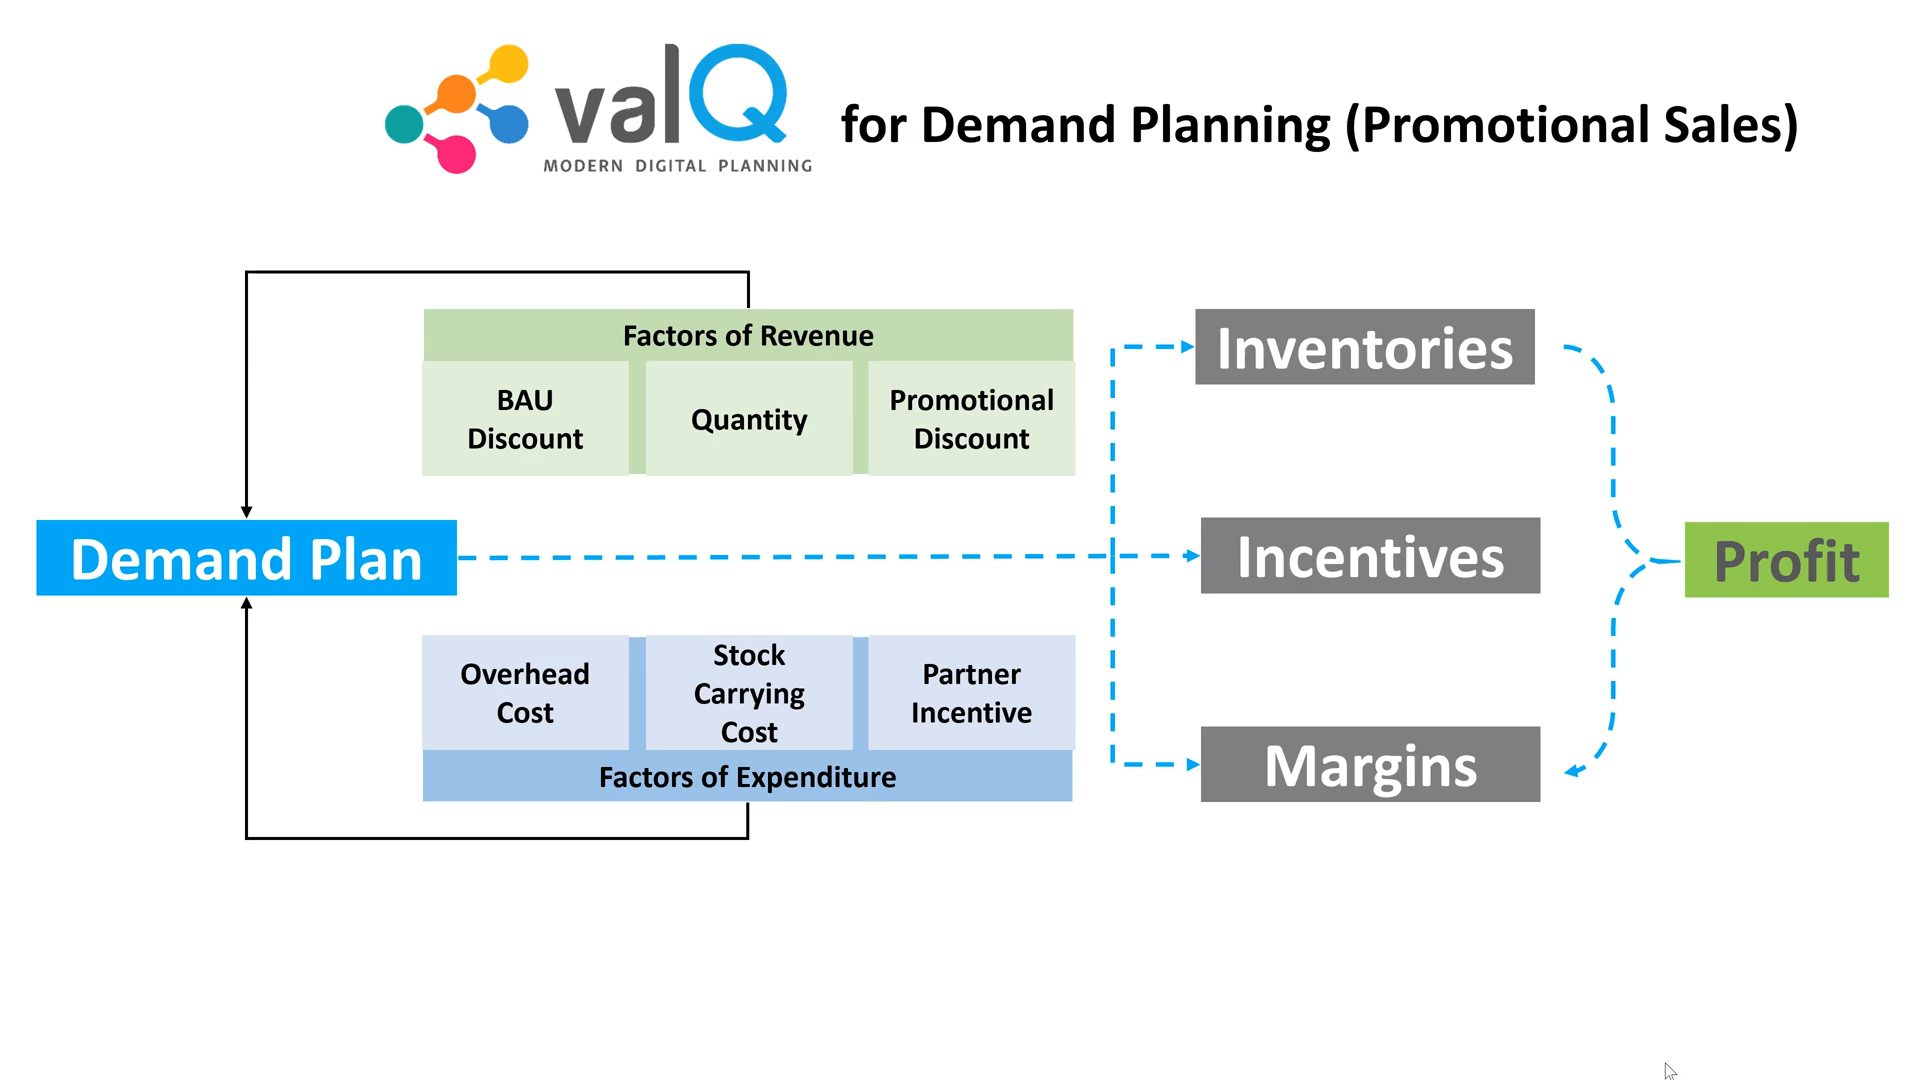 valQ
MODERN DIGITAL PLANNING
for Demand Planning (Promotional Sales)
Factors of Revenue
BAU
Discount
Quantity
Promotional
Discount
Demand Plan
Overhead
Cost
Stock
Carrying
Cost
Partner
Incentive
Factors of Expenditure
Inventories
Incentives
Margins
Profit